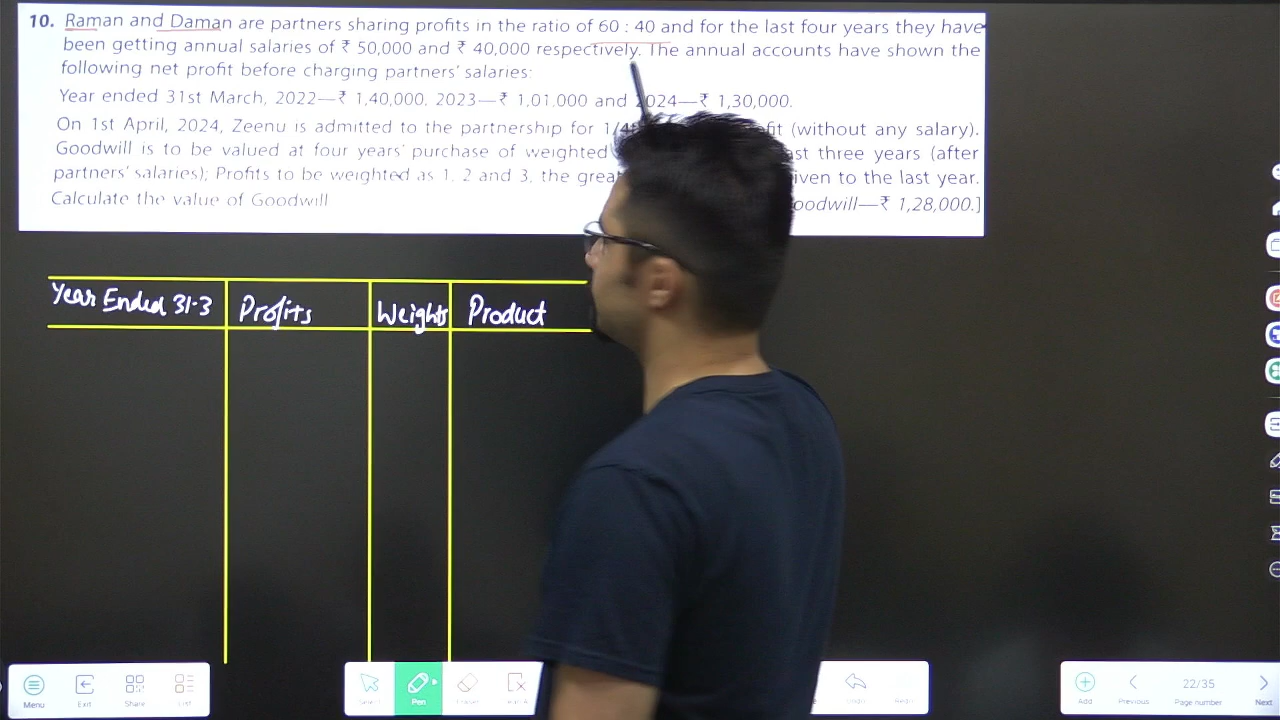 10. Raman and Daman are partners sharing profits in the ratio of 60 : 40 and for the last four years they have
been getting annual salaries of ₹ 50,000 and ₹ 40,000 respectively. The annual accounts have shown the
following net profit before charging partners' salaries:
Year ended 31st March, 2022—₹ 1,40,000, 2023—₹ 1,01,000 and 2024—₹ 1,30,000.
On 1st April, 2024, Zeenu is admitted to the partnership for 1/4 (without any salary).
Goodwill is to be valued at four years' purchase of weighted three years (after
partners' salaries); Profits to be weighted as 1, 2 and 3, the to the last year.
Calculate the value of Goodwill ₹ 1,28,000.]
Year Ended 31-3 Profits Weights Product
Menu Exit Share List Pen Undo Redo Add Previous 22/35 Page number Next